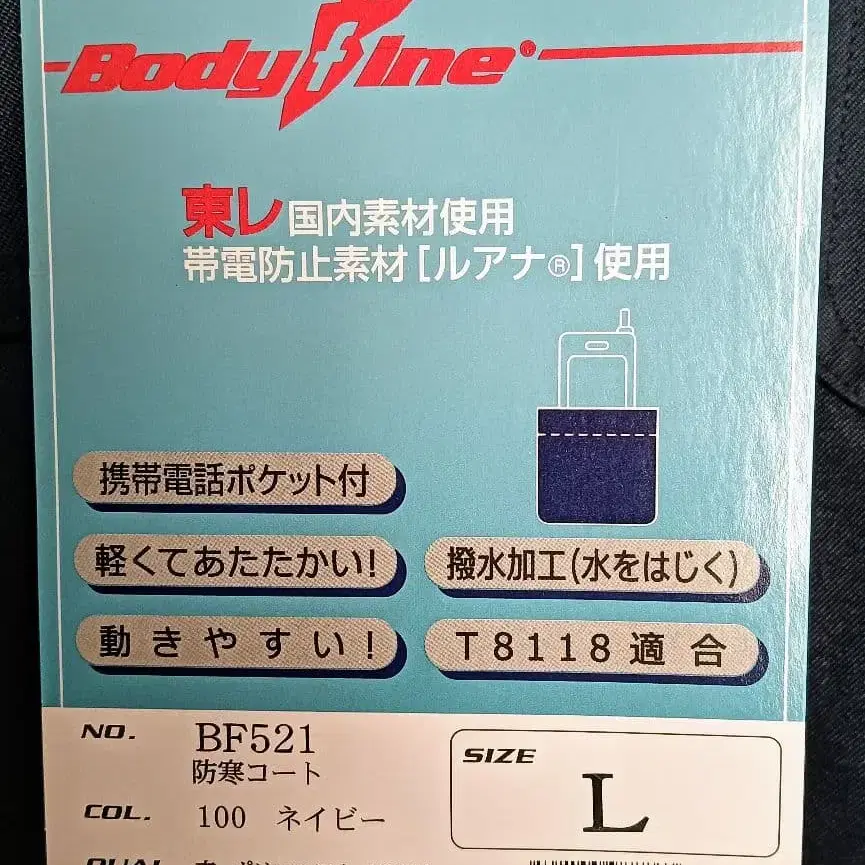 Bodyfine®
東レ国内素材使用
帯電防止素材[ルアナ®]使用
携帯電話ポケット付
軽くてあたたかい!
撥水加工(水をはじく)
動きやすい!
T8118適合
NO. BF521
防寒コート
SIZE L
COL. 100 ネイビー